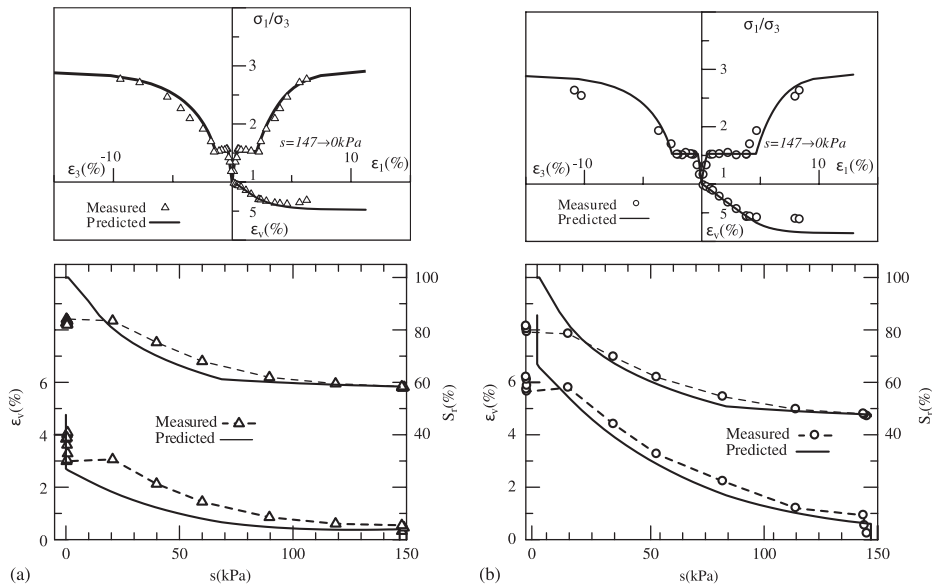 σ1/σ3
3
2
s=147→0kPa
ε3(%) -10 1 10 ε1(%)
Measured
Predicted
5
εv(%)
σ1/σ3
3
2
s=147→0kPa
ε3(%) -10 1 10 ε1(%)
Measured
Predicted
5
εv(%)
100
80
6 60
4 40
2
0
εv(%)
Sr(%)
Measured
Predicted
0 50 100 150
s(kPa)
(a)
100
80
6 60
4 40
2
0
εv(%)
Sr(%)
Measured
Predicted
0 50 100 150
s(kPa)
(b)